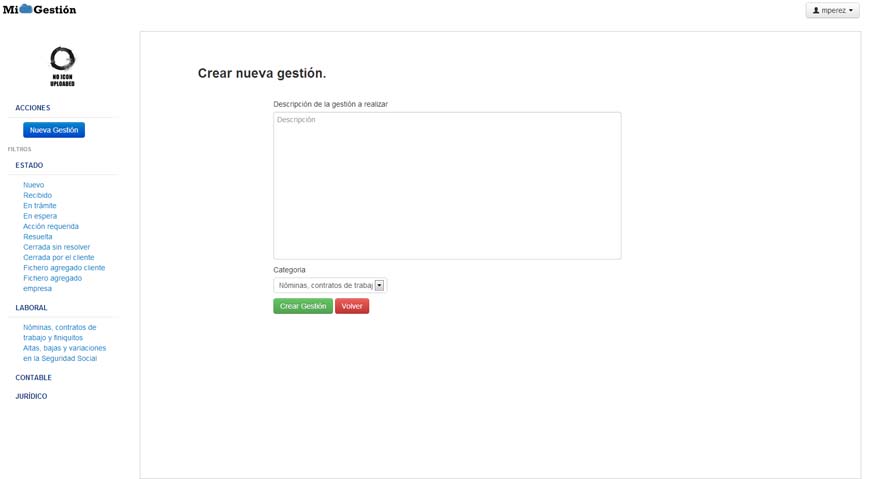 Mi Gestión
mperez
NO ICON
UPLOADED
ACCIONES
Nueva Gestión
FILTROS
ESTADO
Nuevo
Recibido
En trámite
En espera
Acción requenda
Resuelta
Cerrada sin resolver
Cerrada por el cliente
Fichero agregado cliente
Fichero agregado
empresa
LABORAL
Nóminas, contratos de
trabajo y finiquitos
Altas, bajas y variaciones
en la Seguridad Social
CONTABLE
JURÍDICO
Crear nueva gestión.
Descripción de la gestión a realizar
Descripción
Categoria
Nóminas, contratos de trabaj
Crear Gestión
Volver